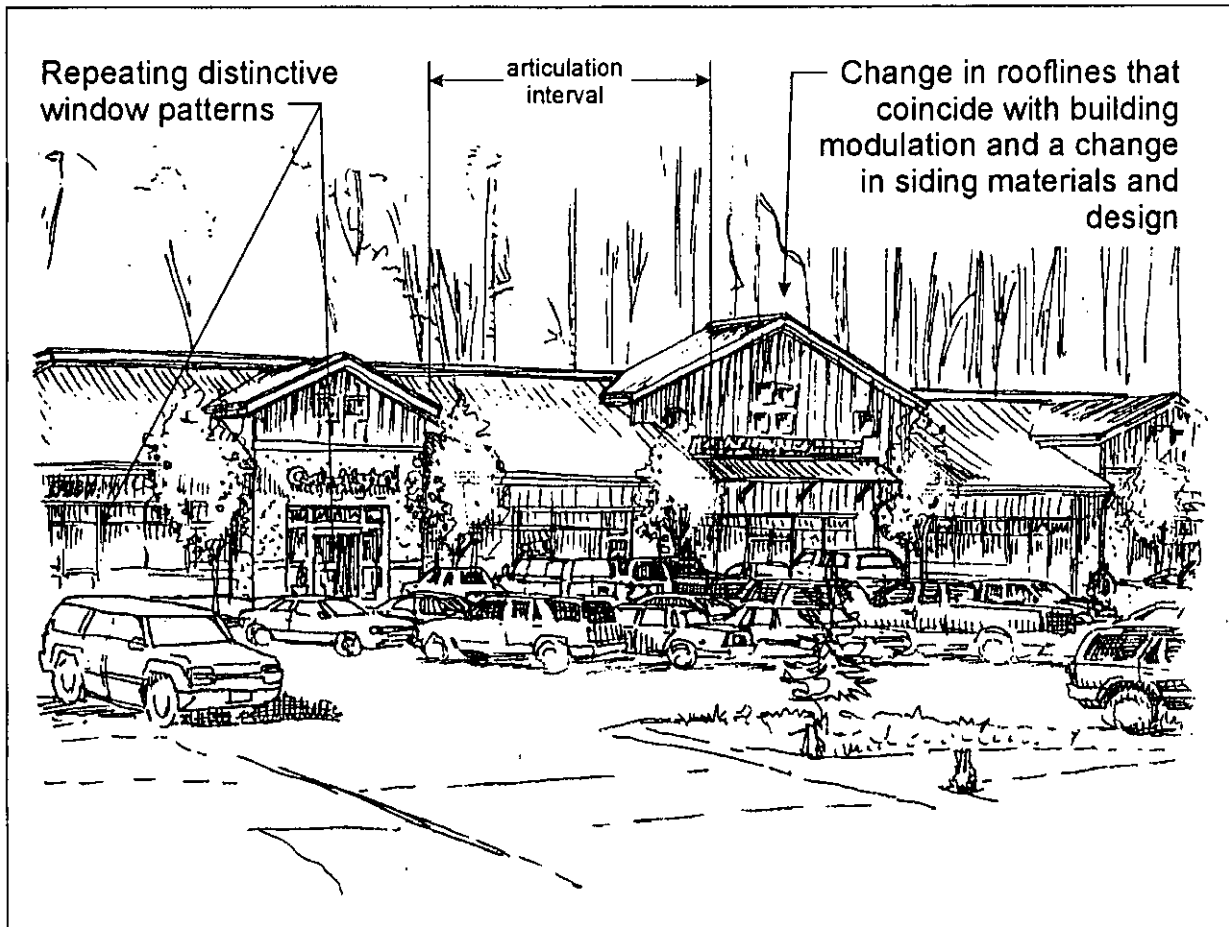 Repeating distinctive
window patterns
articulation
interval
Change in rooflines that
coincide with building
modulation and a change
in siding materials and
design